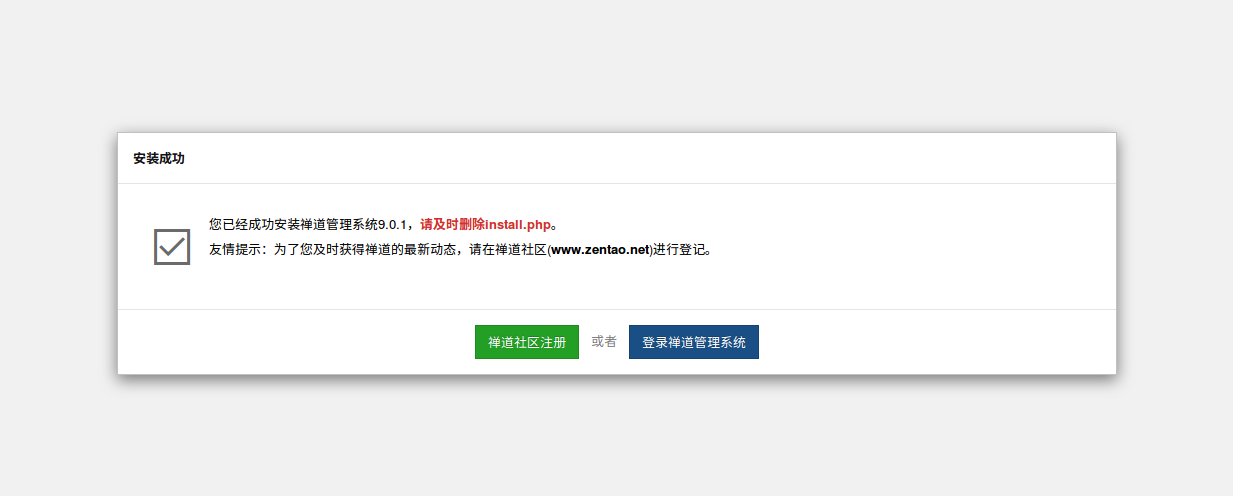 安装成功
您已经成功安装禅道管理系统9.0.1，请及时删除install.php。
友情提示：为了您及时获得禅道的最新动态，请在禅道社区(www.zentao.net)进行登记。
禅道社区注册 或者 登录禅道管理系统